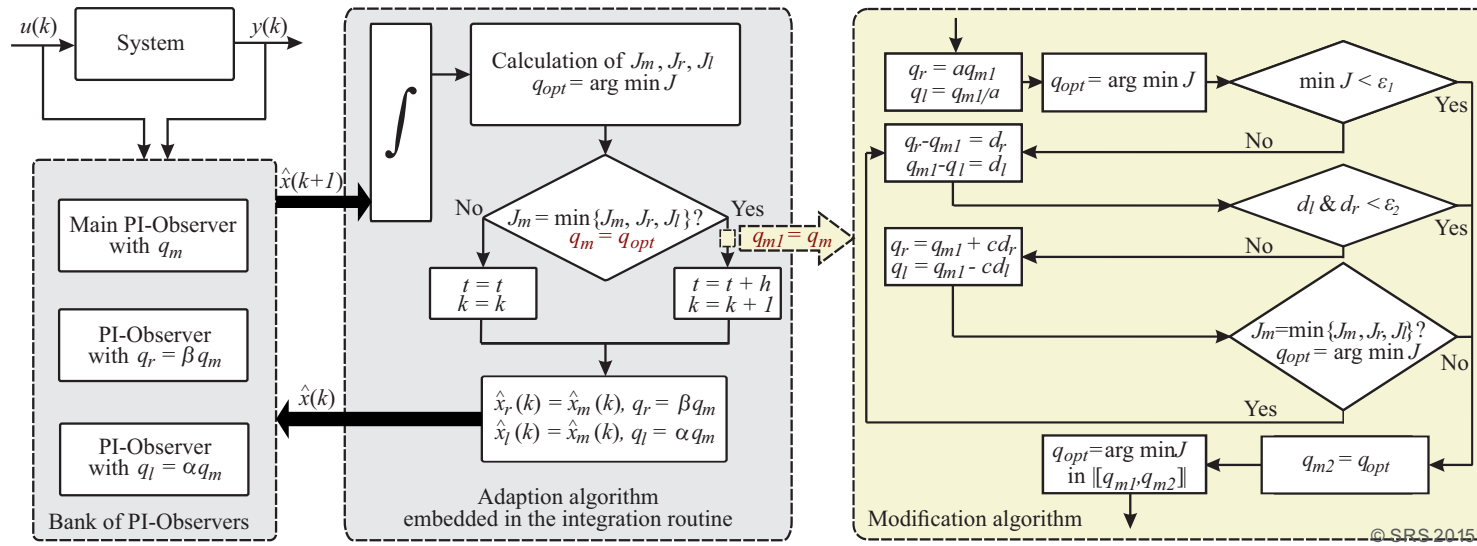 u(k)
y(k)
System
Main PI-Observer
with q_m
PI-Observer
with q_r = βq_m
PI-Observer
with q_l = αq_m
Bank of PI-Observers
x̂(k+1)
x̂(k)
∫
Calculation of J_m, J_r, J_l
q_opt = arg min J
No
J_m = min{J_m, J_r, J_l}?
q_m = q_opt
Yes
t = t
k = k
t = t + h
k = k + 1
x̂_r(k) = x̂_m(k), q_r = βq_m
x̂_l(k) = x̂_m(k), q_l = αq_m
Adaption algorithm
embedded in the integration routine
q_m1 = q_m
q_r = aq_m1
q_l = q_m1/a
q_opt = arg min J
min J < ε_1
Yes
No
q_r-q_m1 = d_r
q_m1-q_l = d_l
d_l & d_r < ε_2
Yes
No
q_r = q_m1 + cd_r
q_l = q_m1 - cd_l
J_m=min{J_m, J_r, J_l}?
q_opt = arg min J
No
Yes
q_opt = arg minJ
in |[q_m1,q_m2]|
q_m2 = q_opt
Modification algorithm
© SRS 2015